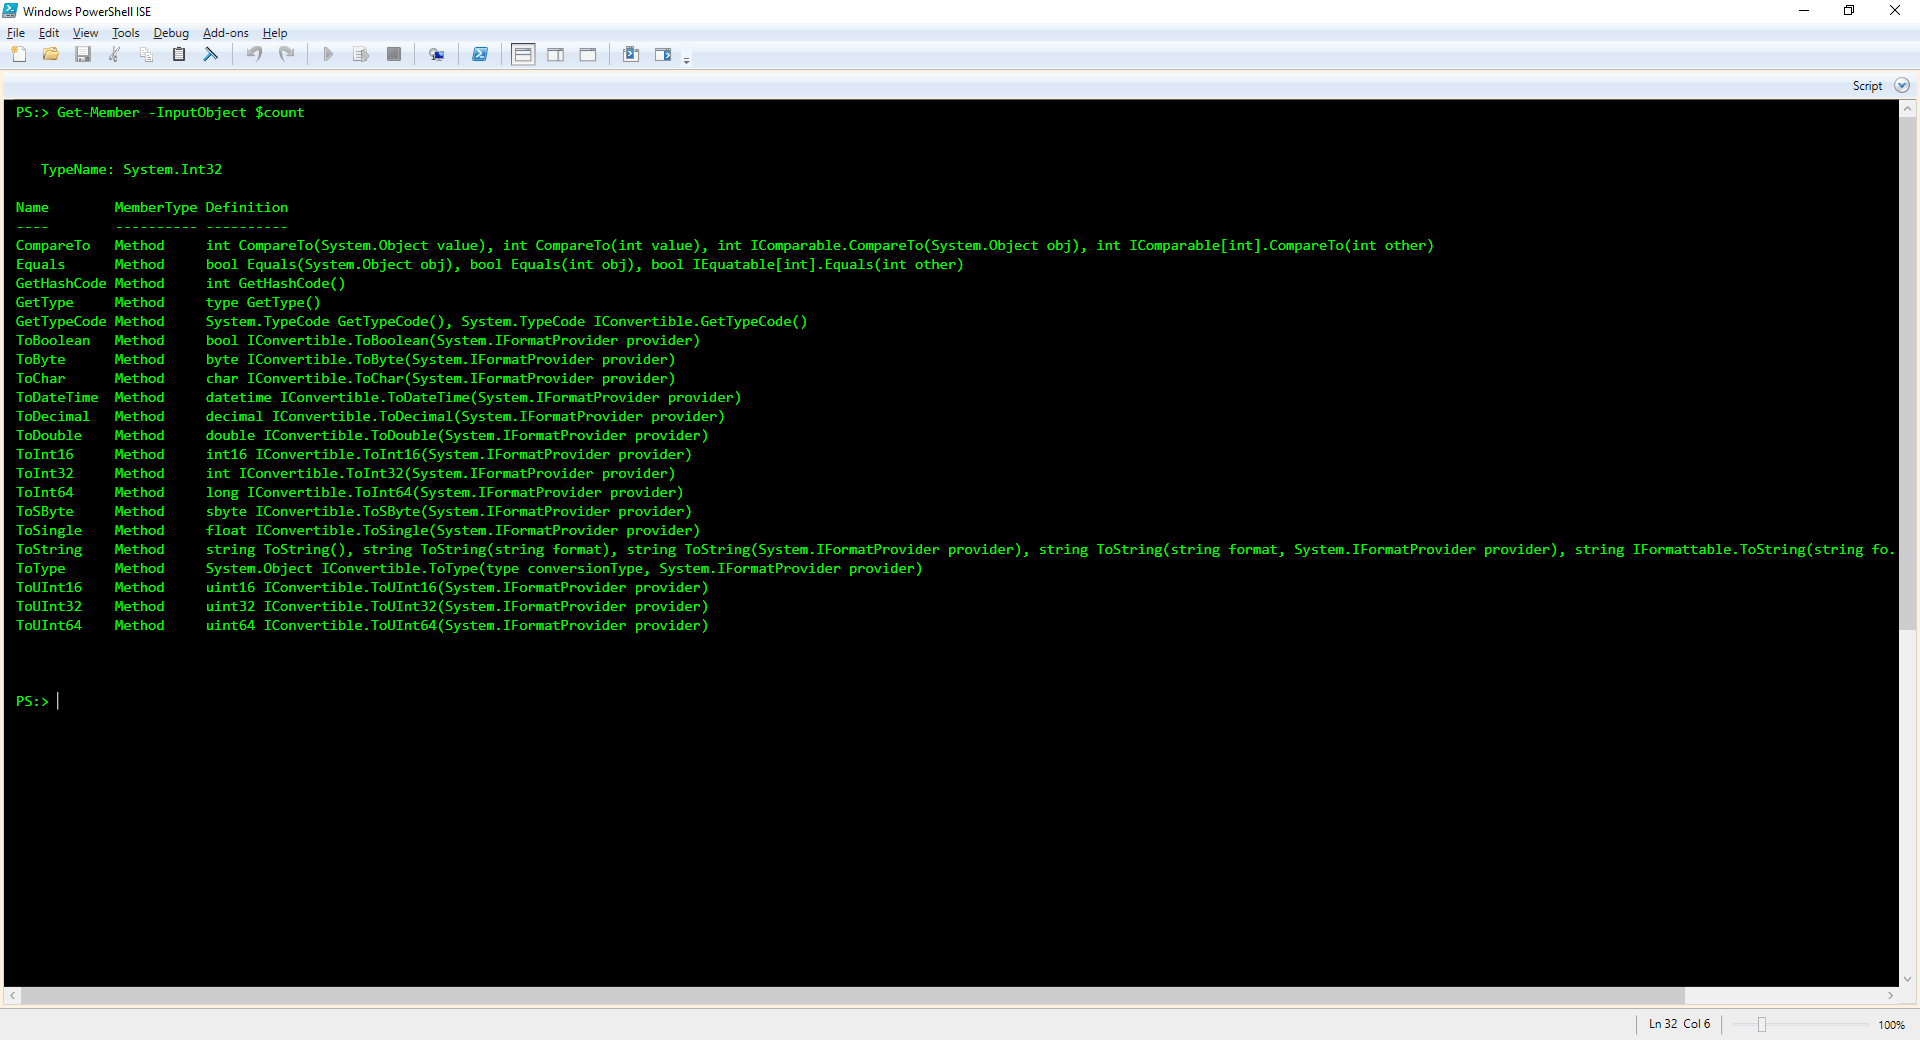 Windows PowerShell ISE
File Edit View Tools Debug Add-ons Help
Script
PS:> Get-Member -InputObject $count
TypeName: System.Int32
Name MemberType Definition
---- ---------- ----------
CompareTo Method int CompareTo(System.Object value), int CompareTo(int value), int IComparable.CompareTo(System.Object obj), int IComparable[int].CompareTo(int other)
Equals Method bool Equals(System.Object obj), bool Equals(int obj), bool IEquatable[int].Equals(int other)
GetHashCode Method int GetHashCode()
GetType Method type GetType()
GetTypeCode Method System.TypeCode GetTypeCode(), System.TypeCode IConvertible.GetTypeCode()
ToBoolean Method bool IConvertible.ToBoolean(System.IFormatProvider provider)
ToByte Method byte IConvertible.ToByte(System.IFormatProvider provider)
ToChar Method char IConvertible.ToChar(System.IFormatProvider provider)
ToDateTime Method datetime IConvertible.ToDateTime(System.IFormatProvider provider)
ToDecimal Method decimal IConvertible.ToDecimal(System.IFormatProvider provider)
ToDouble Method double IConvertible.ToDouble(System.IFormatProvider provider)
ToInt16 Method int16 IConvertible.ToInt16(System.IFormatProvider provider)
ToInt32 Method int IConvertible.ToInt32(System.IFormatProvider provider)
ToInt64 Method long IConvertible.ToInt64(System.IFormatProvider provider)
ToSByte Method sbyte IConvertible.ToSByte(System.IFormatProvider provider)
ToSingle Method float IConvertible.ToSingle(System.IFormatProvider provider)
ToString Method string ToString(), string ToString(string format), string ToString(System.IFormatProvider provider), string ToString(string format, System.IFormatProvider provider), string IFormattable.ToString(string fo.
ToType Method System.Object IConvertible.ToType(type conversionType, System.IFormatProvider provider)
ToUInt16 Method uint16 IConvertible.ToUInt16(System.IFormatProvider provider)
ToUInt32 Method uint32 IConvertible.ToUInt32(System.IFormatProvider provider)
ToUInt64 Method uint64 IConvertible.ToUInt64(System.IFormatProvider provider)
PS:>
Ln 32 Col 6 100%